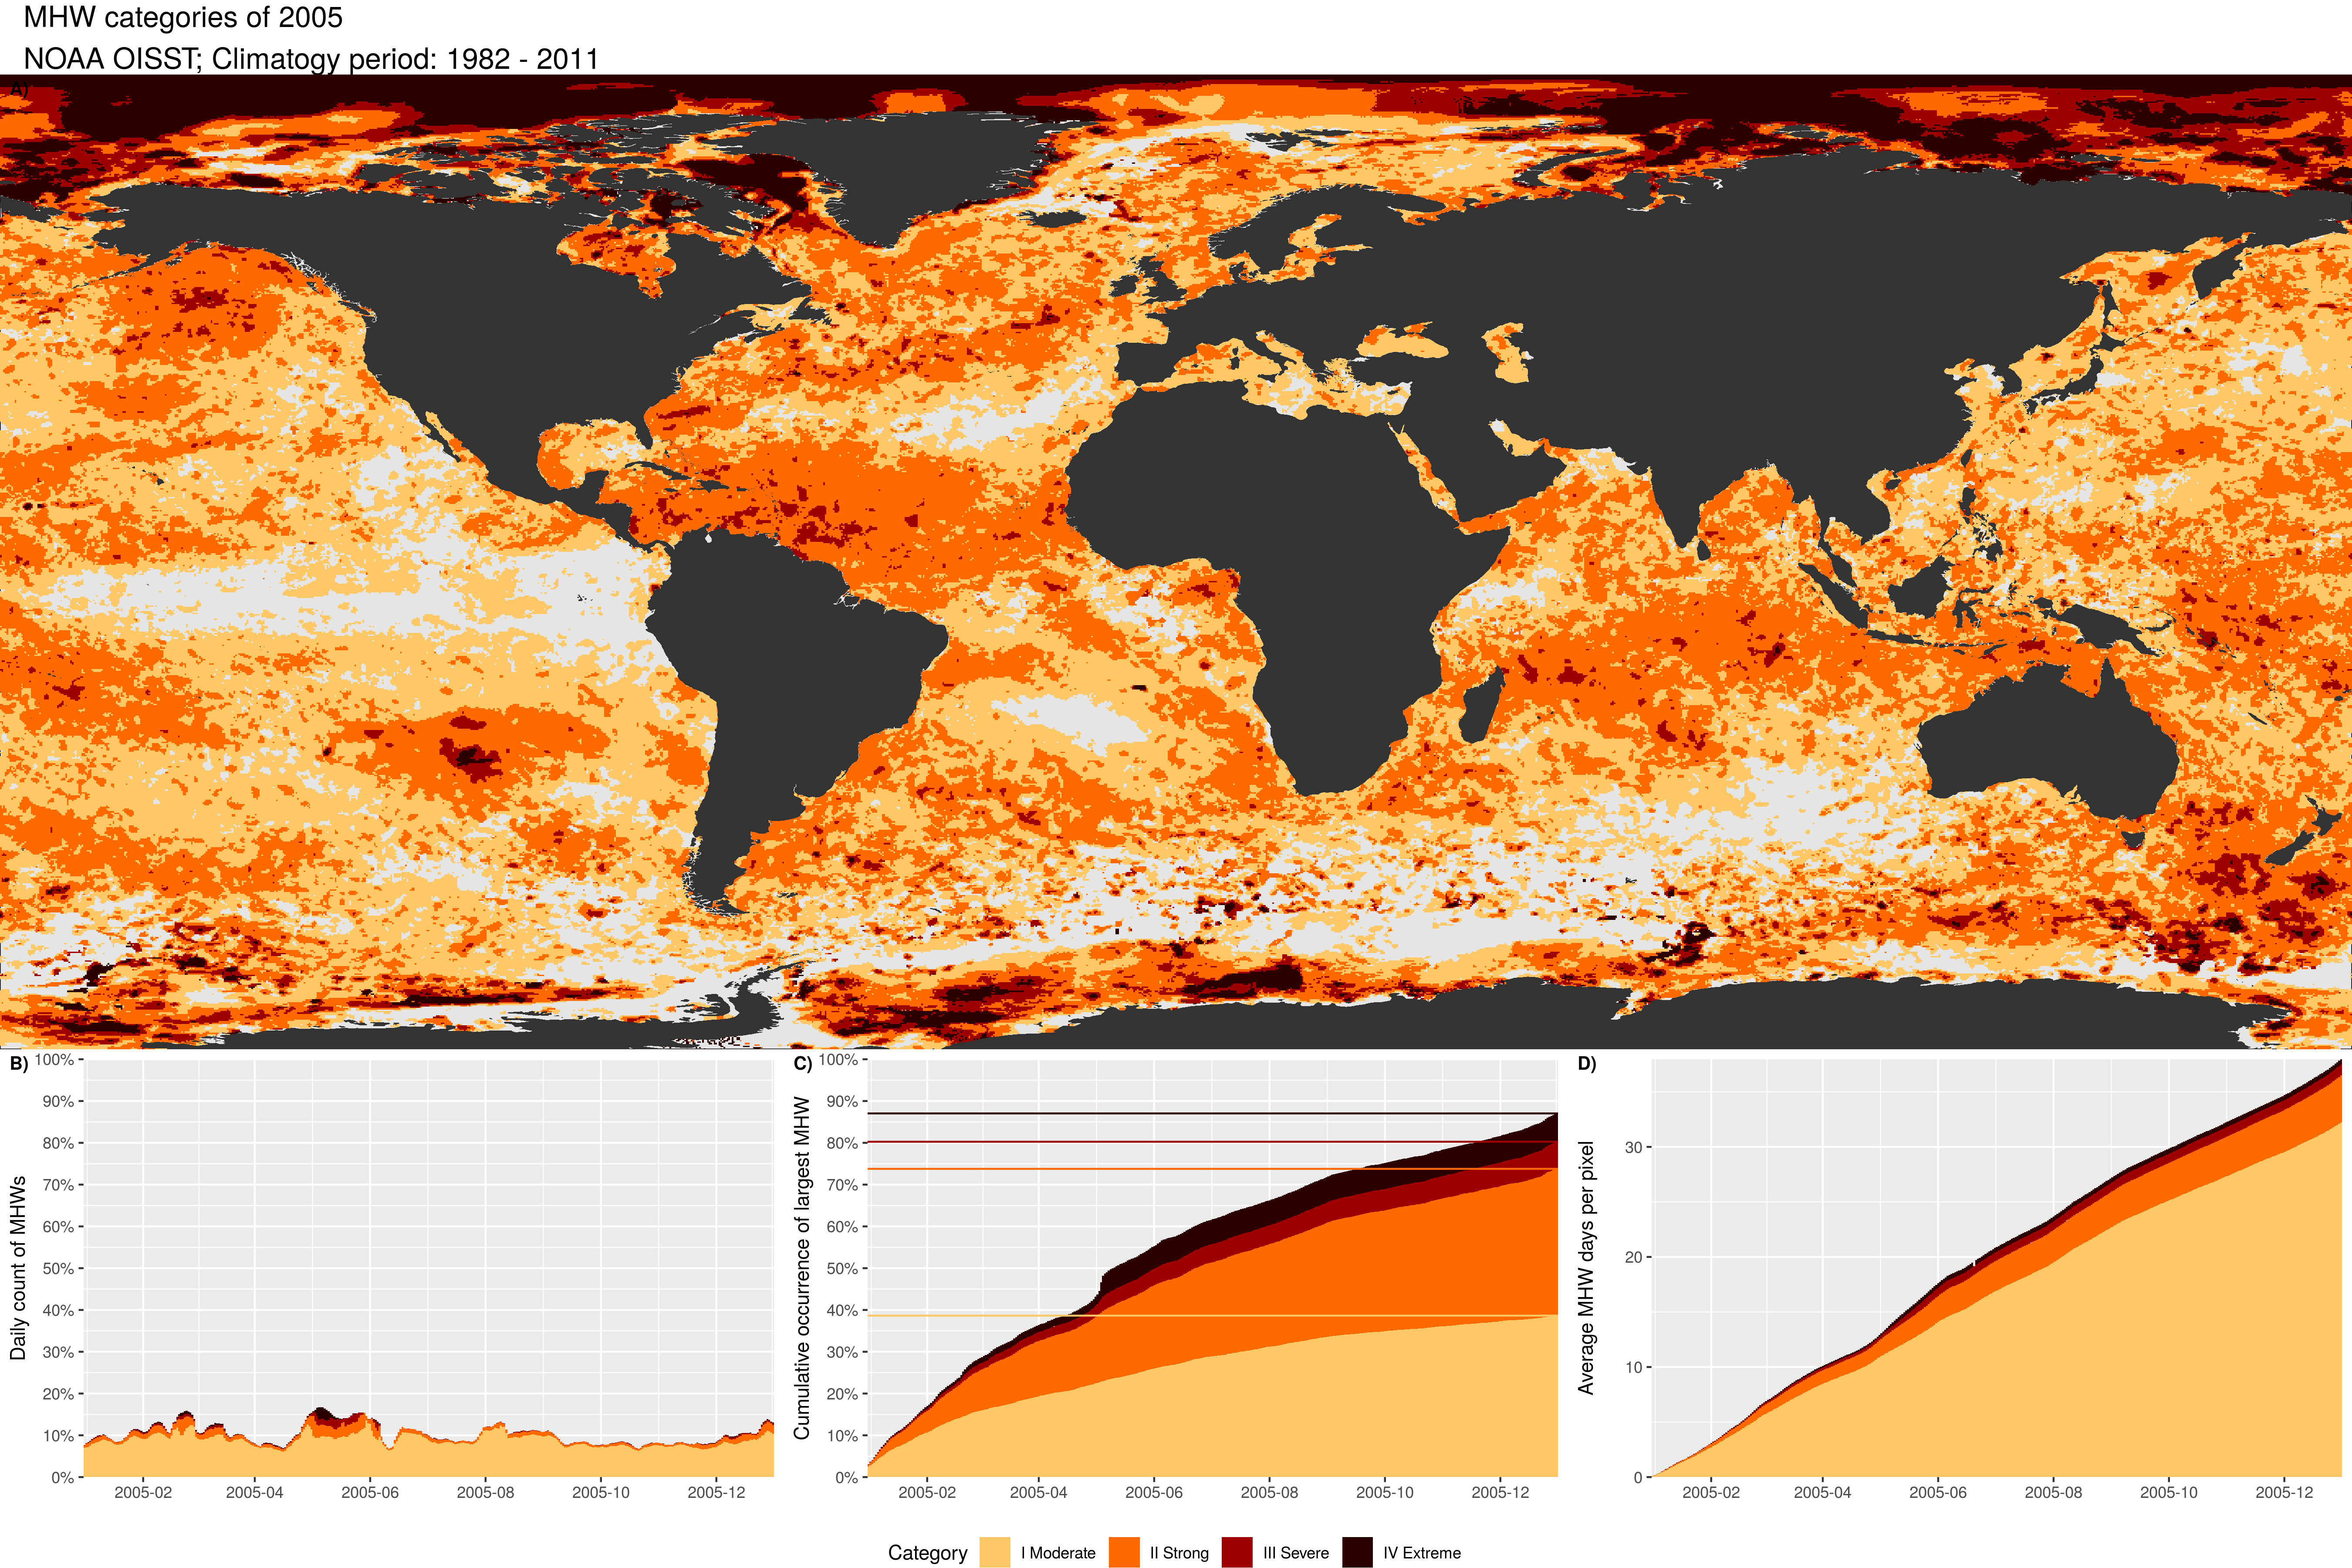 MHW categories of 2005
NOAA OISST; Climatogy period: 1982 - 2011
A)
B)
Daily count of MHWs
100%
90%
80%
70%
60%
50%
40%
30%
20%
10%
0%
2005-02 2005-04 2005-06 2005-08 2005-10 2005-12
C)
Cumulative occurrence of largest MHW
100%
90%
80%
70%
60%
50%
40%
30%
20%
10%
0%
2005-02 2005-04 2005-06 2005-08 2005-10 2005-12
D)
Average MHW days per pixel
30
20
10
0
2005-02 2005-04 2005-06 2005-08 2005-10 2005-12
Category I Moderate II Strong III Severe IV Extreme